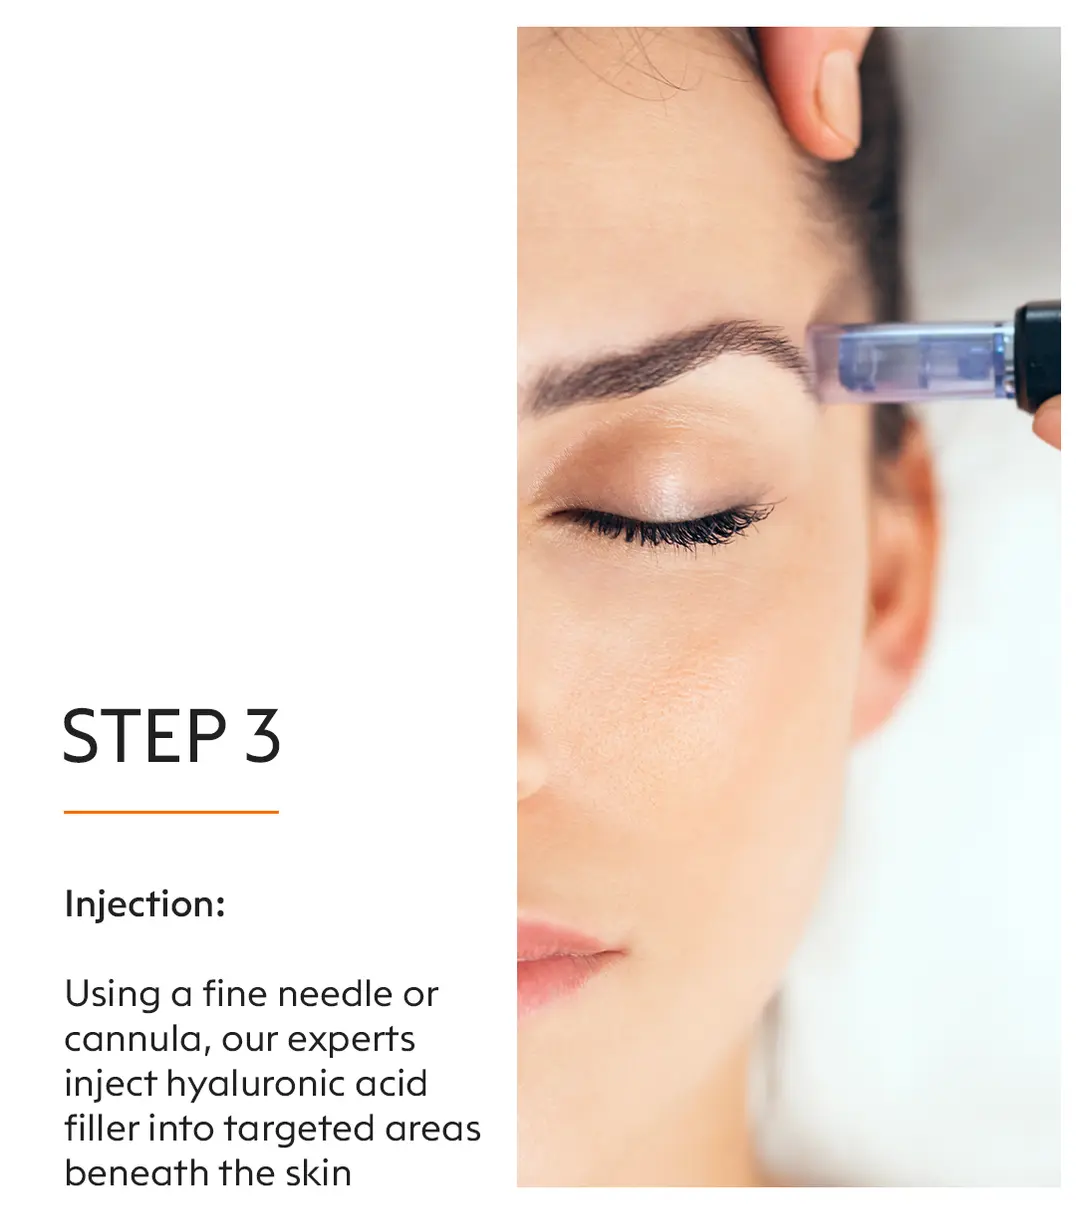 STEP 3
Injection:
Using a fine needle or
cannula, our experts
inject hyaluronic acid
filler into targeted areas
beneath the skin